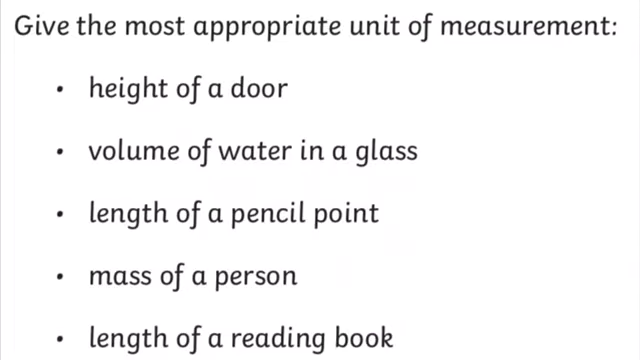 Give the most appropriate unit of measurement:
• height of a door
• volume of water in a glass
• length of a pencil point
• mass of a person
• length of a reading book